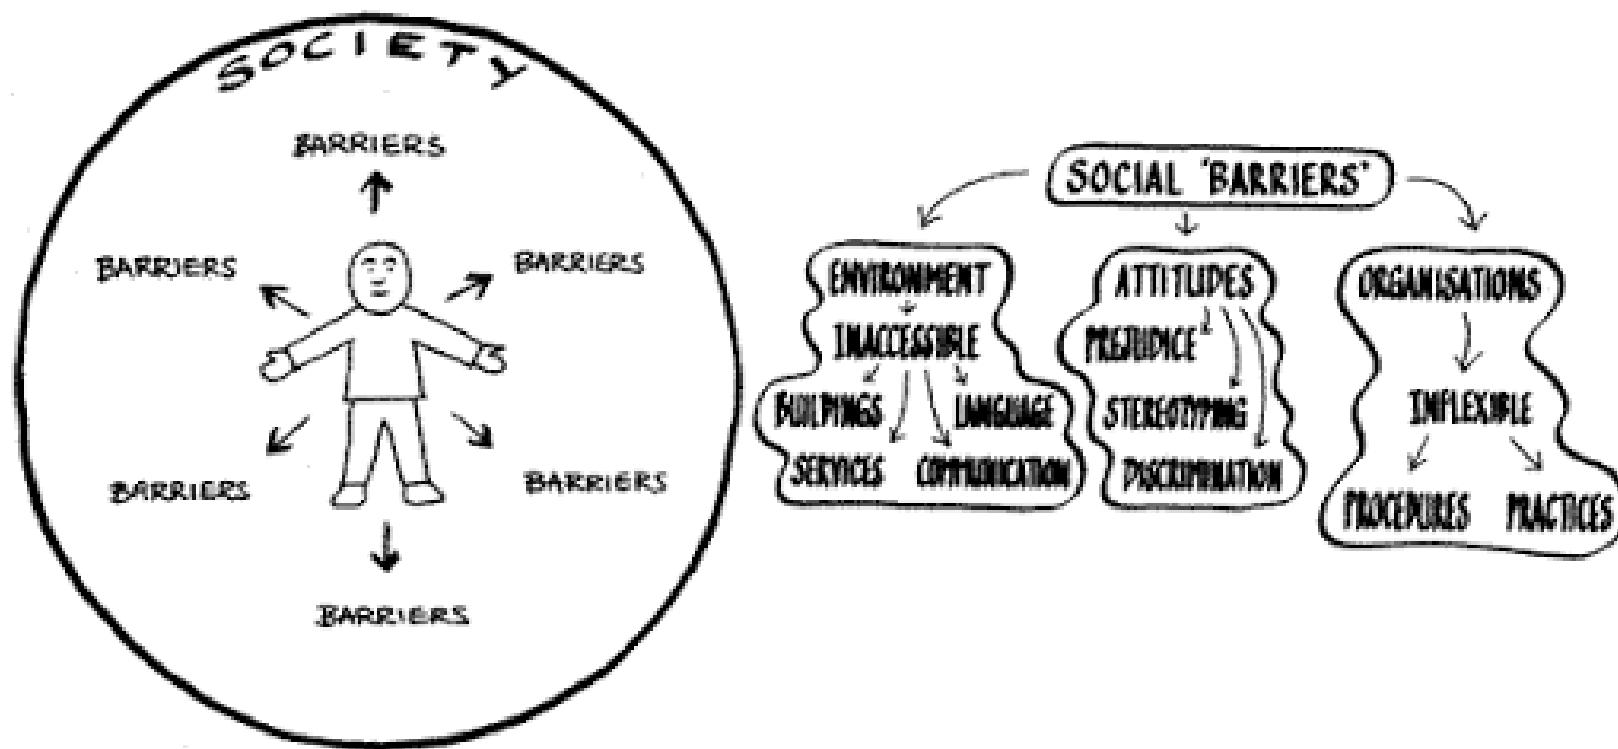 SOCIETY
BARRIERS
BARRIERS BARRIERS
BARRIERS BARRIERS
BARRIERS
SOCIAL 'BARRIERS'
ENVIRONMENT
INACCESSIBLE
BUILDINGS LANGUAGE
SERVICES COMMUNICATION
ATTITUDES
PREJUDICE
STEREOTYPING
DISCRIMINATION
ORGANISATIONS
INFLEXIBLE
PROCEDURES PRACTICES